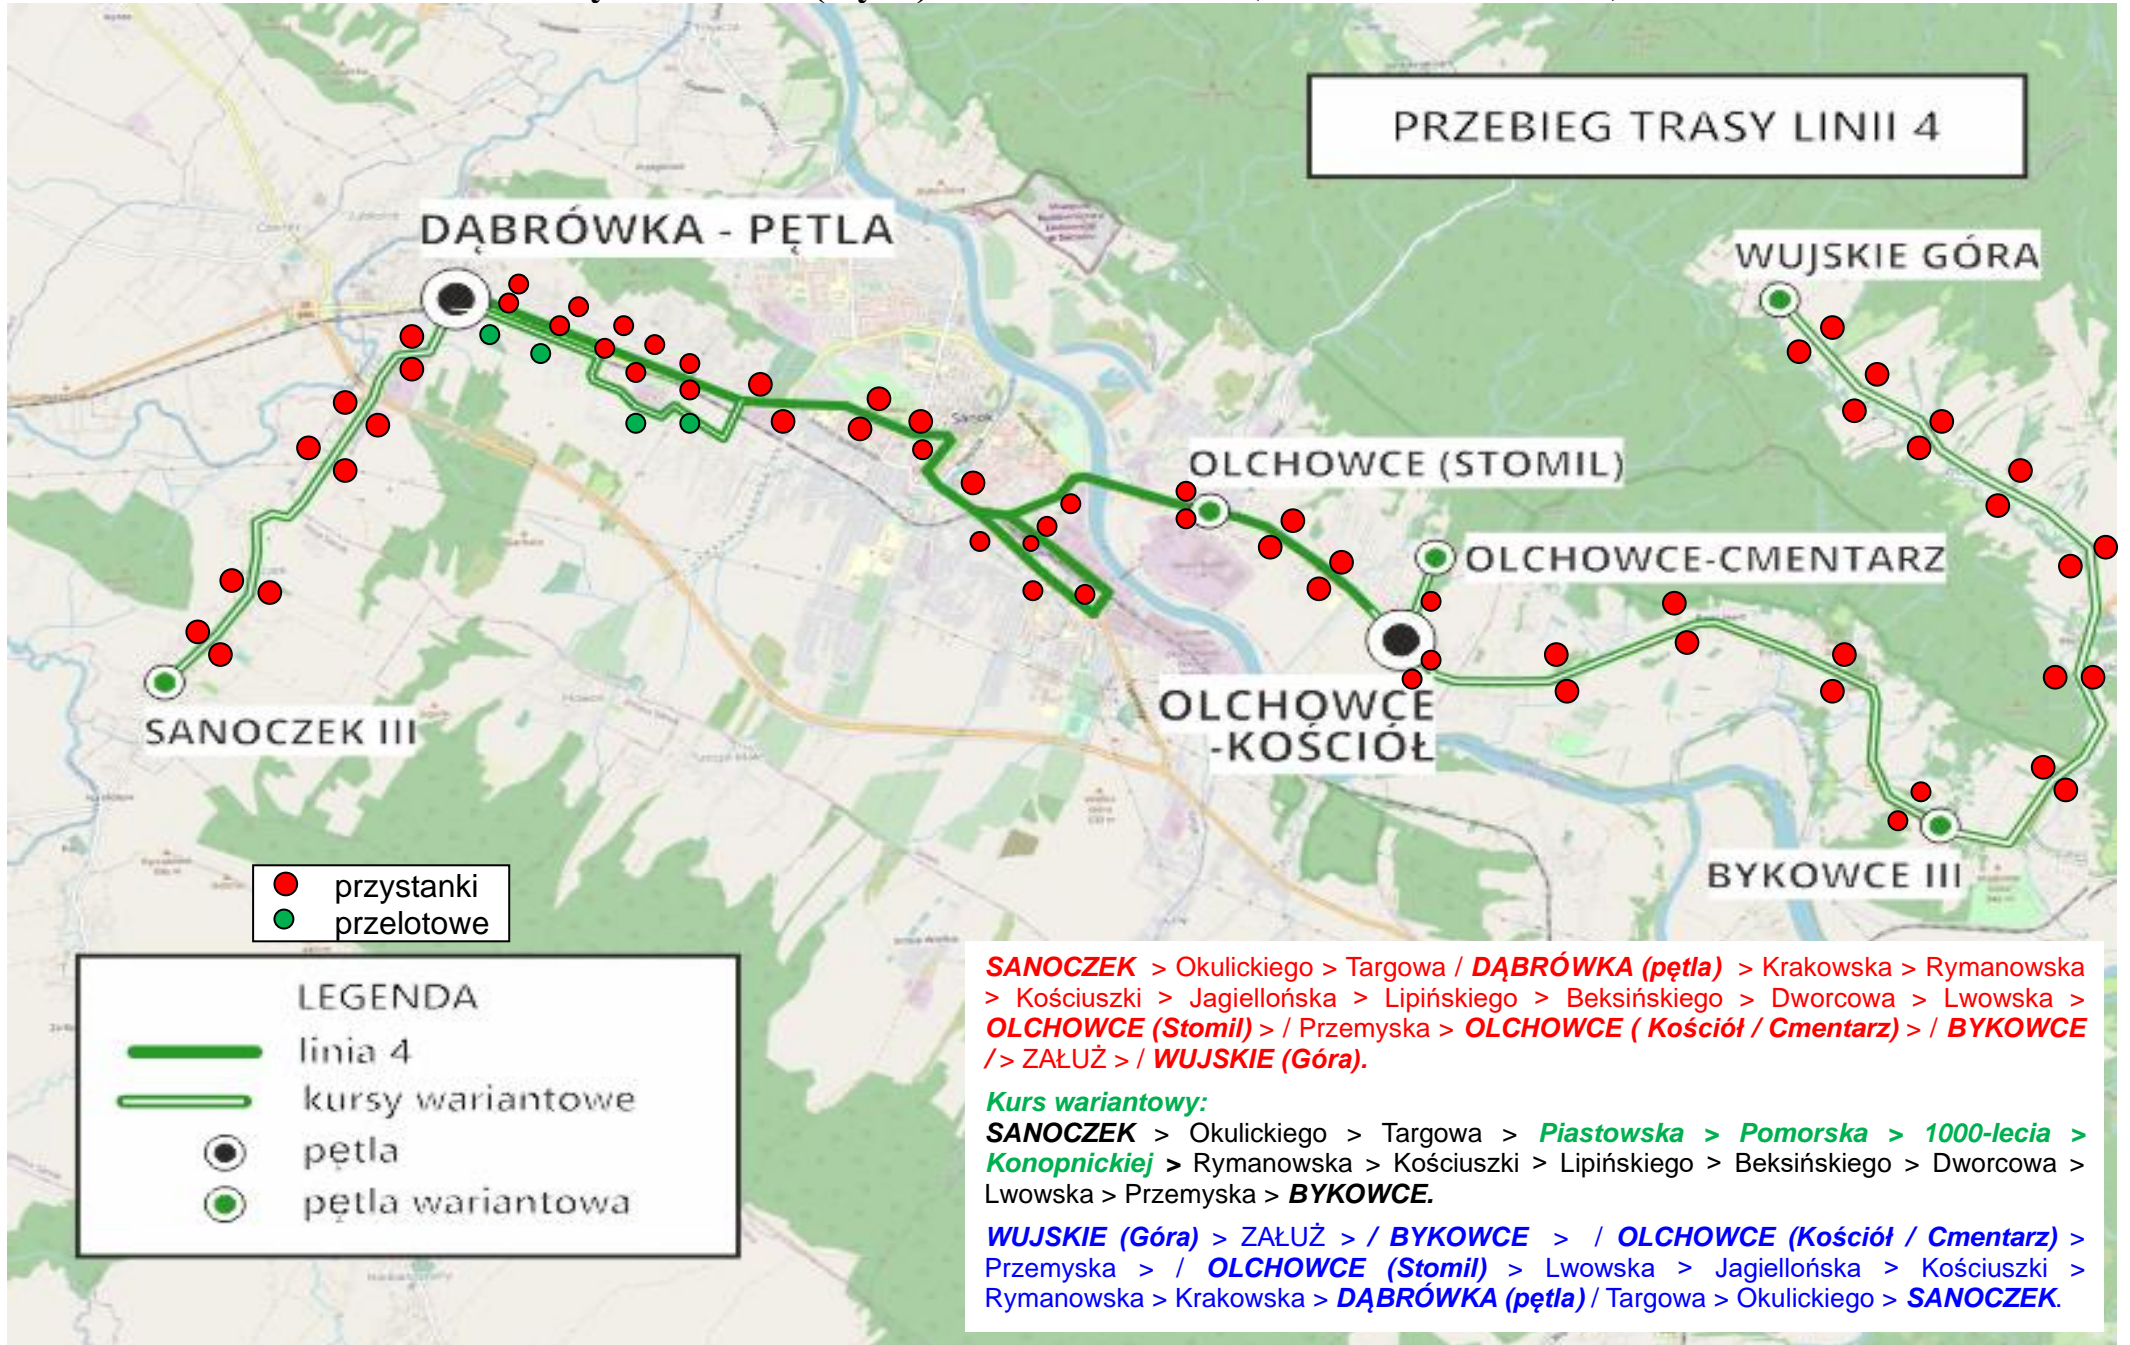 PRZEBIEG TRASY LINII 4
DĄBRÓWKA - PĘTLA
WUJSKIE GÓRA
Sanok
OLCHOWCE (STOMIL)
OLCHOWCE-CMENTARZ
OLCHOWCE
-KOŚCIÓŁ
SANOCZEK III
BYKOWCE III
przystanki
przelotowe
LEGENDA
linia 4
kursy wariantowe
pętla
pętla wariantowa
SANOCZEK > Okulickiego > Targowa / DĄBRÓWKA (pętla) > Krakowska > Rymanowska
> Kościuszki > Jagiellońska > Lipińskiego > Beksińskiego > Dworcowa > Lwowska >
OLCHOWCE (Stomil) > / Przemyska > OLCHOWCE ( Kościół / Cmentarz) > / BYKOWCE
/ > ZAŁUŻ > / WUJSKIE (Góra).
Kurs wariantowy:
SANOCZEK > Okulickiego > Targowa > Piastowska > Pomorska > 1000-lecia >
Konopnickiej > Rymanowska > Kościuszki > Lipińskiego > Beksińskiego > Dworcowa >
Lwowska > Przemyska > BYKOWCE.
WUJSKIE (Góra) > ZAŁUŻ > / BYKOWCE > / OLCHOWCE (Kościół / Cmentarz) >
Przemyska > / OLCHOWCE (Stomil) > Lwowska > Jagiellońska > Kościuszki >
Rymanowska > Krakowska > DĄBRÓWKA (pętla) / Targowa > Okulickiego > SANOCZEK.